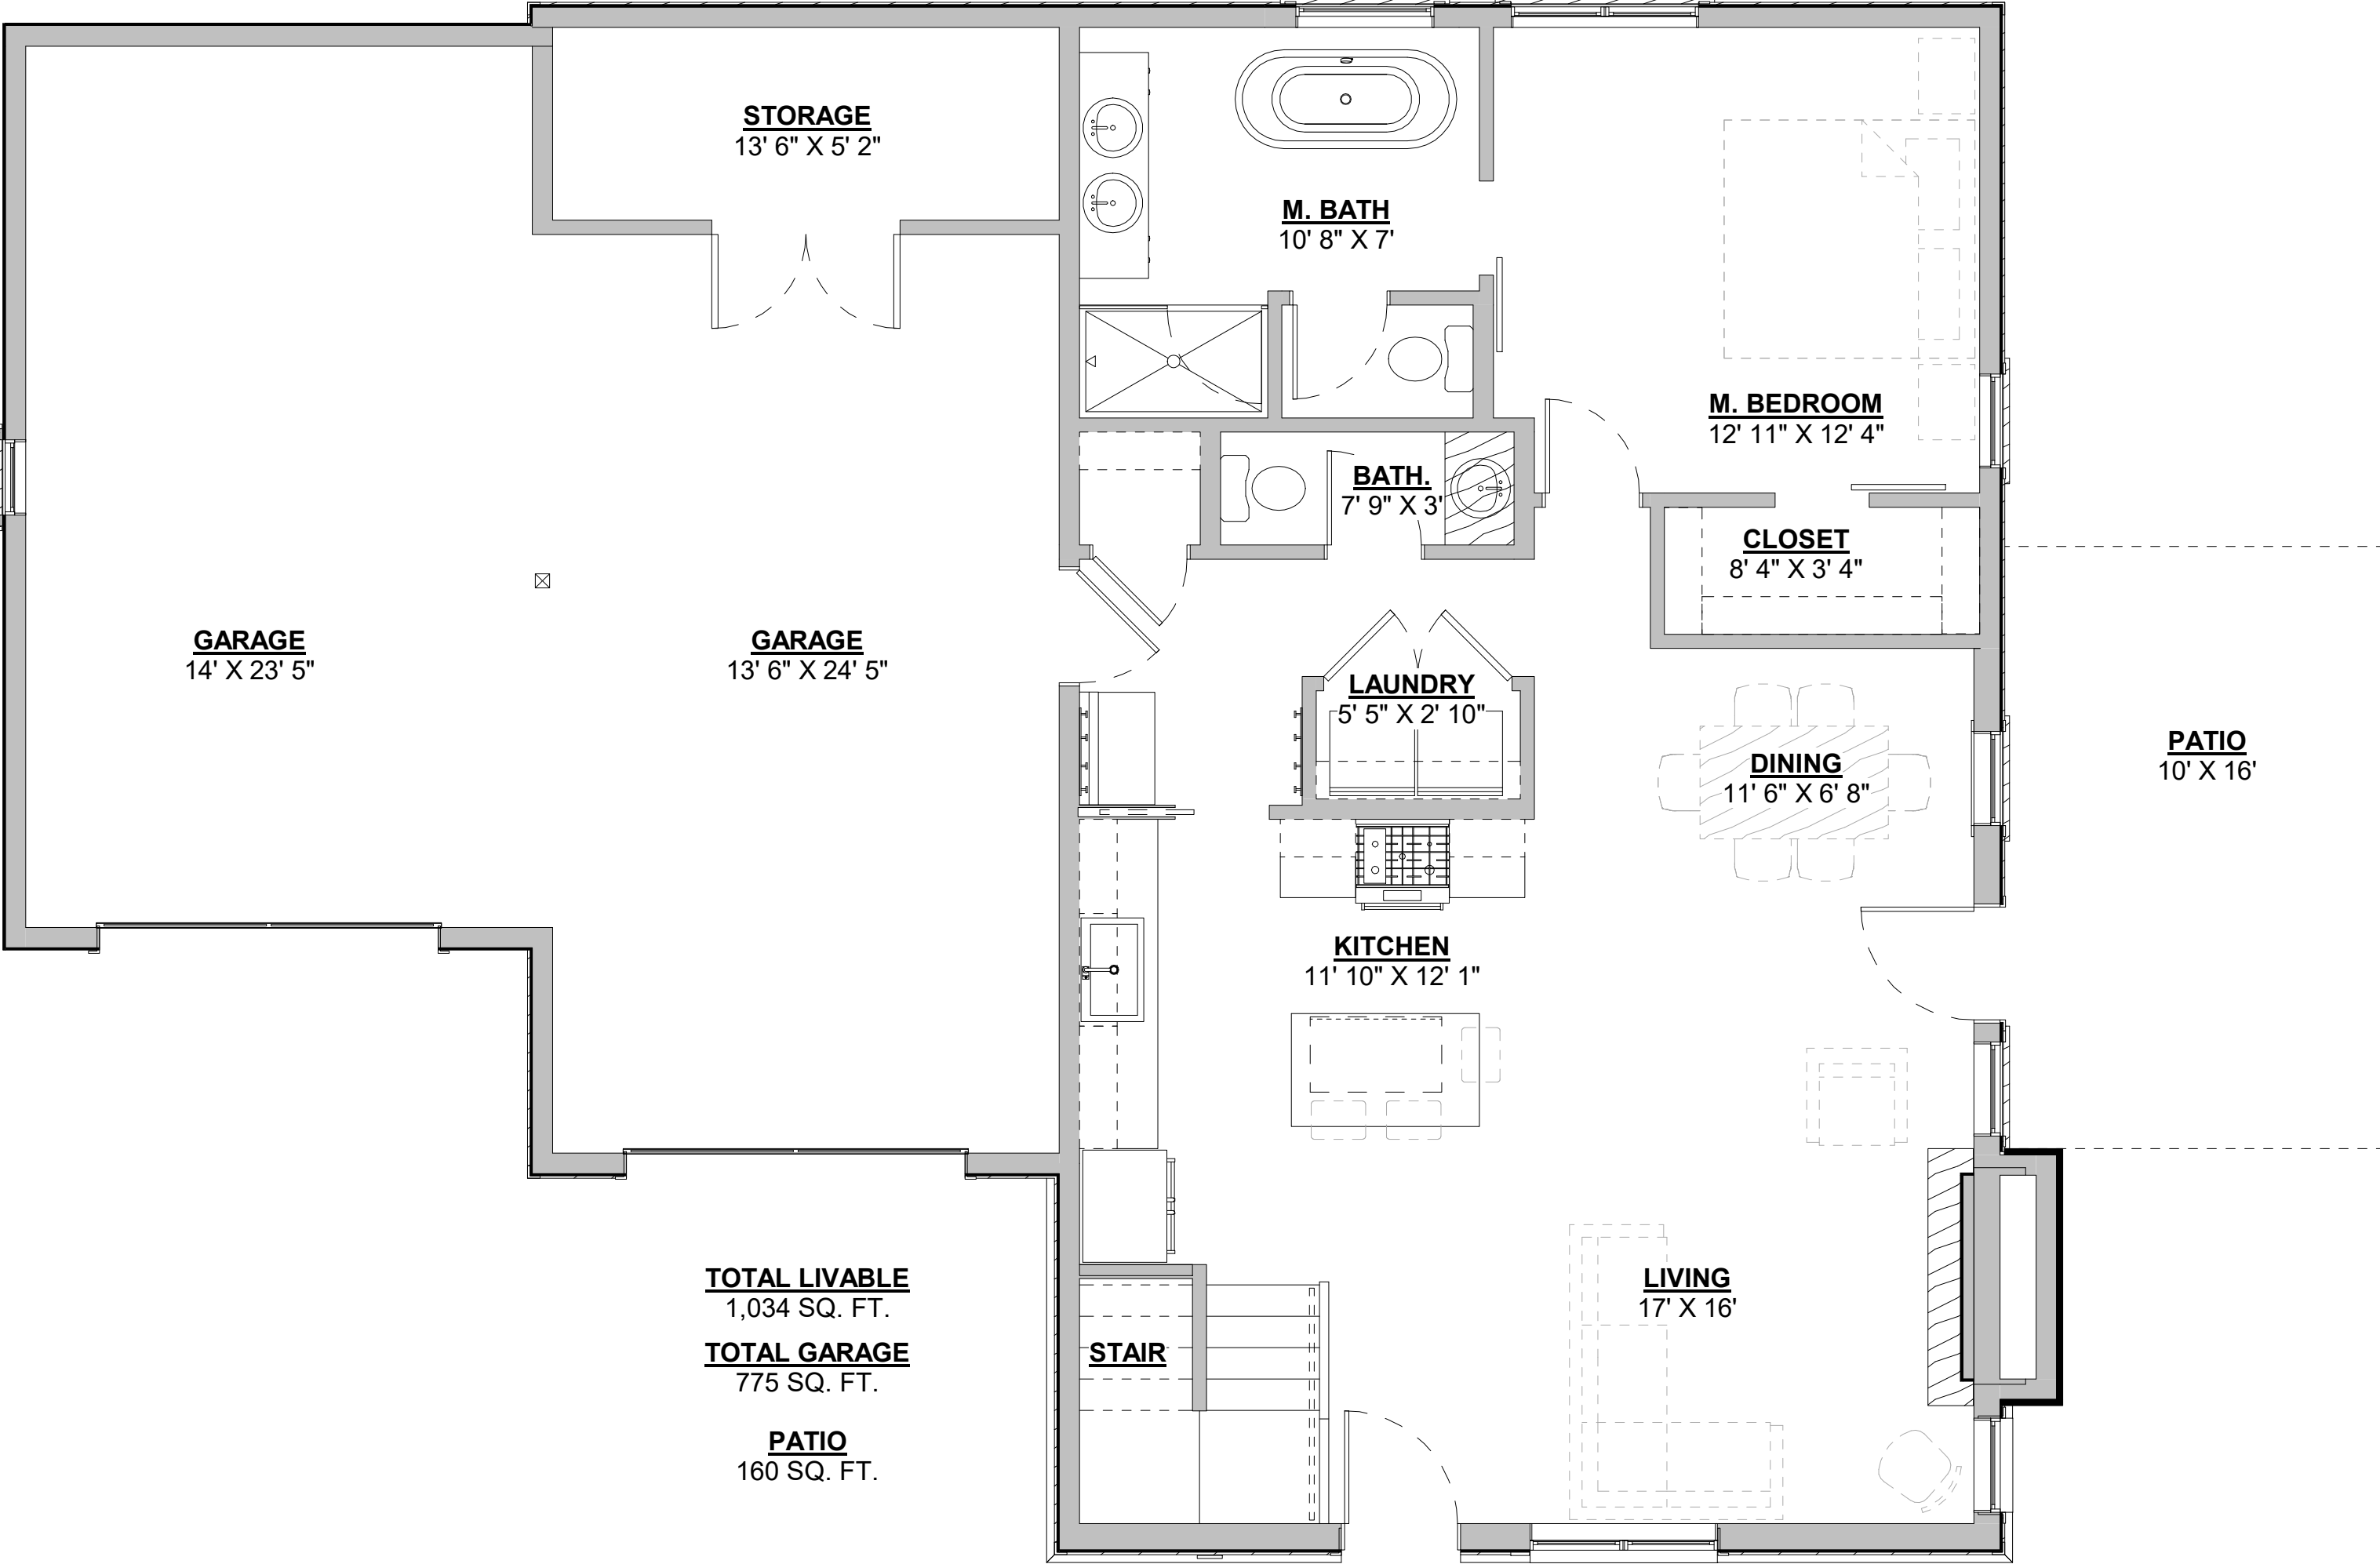 STORAGE
13' 6" X 5' 2"
M. BATH
10' 8" X 7'
M. BEDROOM
12' 11" X 12' 4"
BATH.
7' 9" X 3'
CLOSET
8' 4" X 3' 4"
GARAGE
14' X 23' 5"
GARAGE
13' 6" X 24' 5"
LAUNDRY
5' 5" X 2' 10"
DINING
11' 6" X 6' 8"
PATIO
10' X 16'
KITCHEN
11' 10" X 12' 1"
TOTAL LIVABLE
1,034 SQ. FT.
TOTAL GARAGE
775 SQ. FT.
PATIO
160 SQ. FT.
STAIR
LIVING
17' X 16'